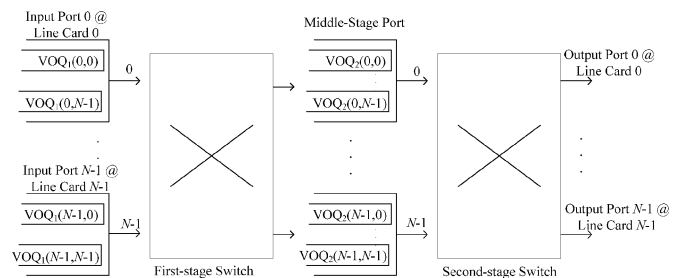 Input Port 0 @
Line Card 0
VOQ1(0,0)
VOQ1(0,N-1)
0
Input Port N-1 @
Line Card N-1
VOQ1(N-1,0)
VOQ1(N-1,N-1)
N-1
First-stage Switch
Middle-Stage Port
VOQ2(0,0)
VOQ2(0,N-1)
0
VOQ2(N-1,0)
VOQ2(N-1,N-1)
N-1
Second-stage Switch
Output Port 0 @
Line Card 0
Output Port N-1 @
Line Card N-1